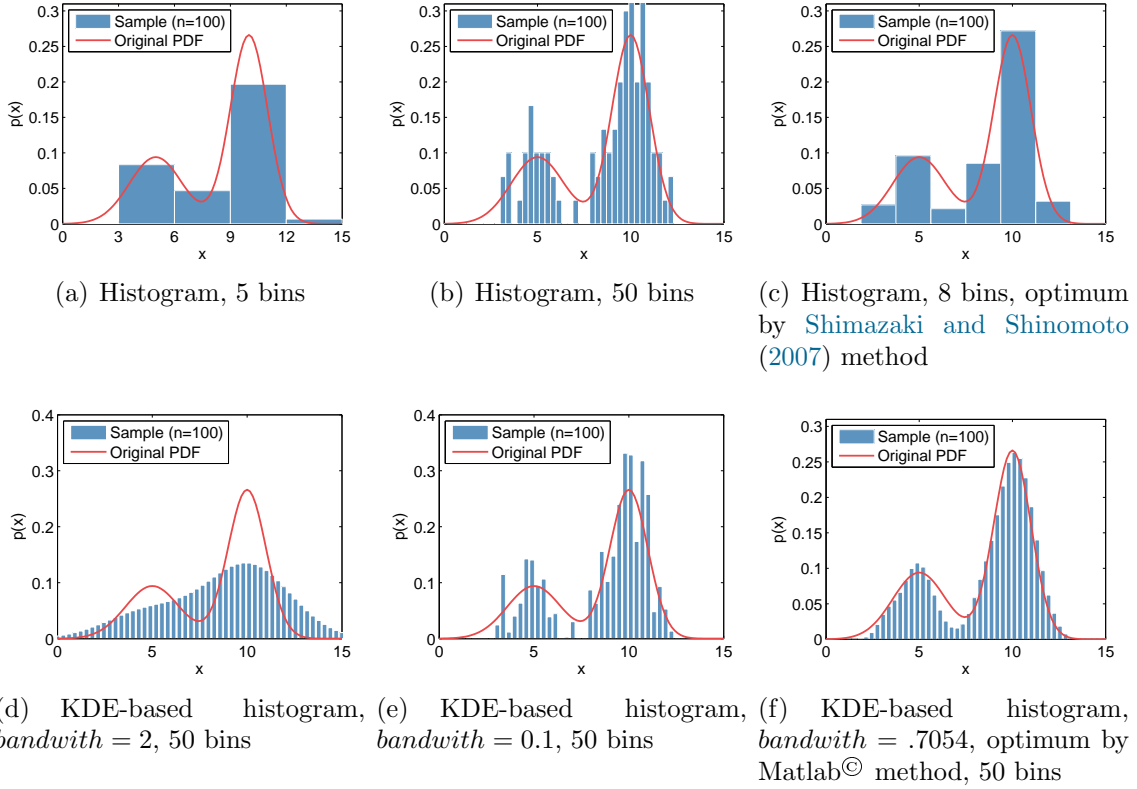 Sample (n=100)
Original PDF
0.3
0.25
0.2
0.15
0.1
0.05
0
p(x)
0 3 6 9 12 15
x
(a) Histogram, 5 bins
Sample (n=100)
Original PDF
0.3
0.25
0.2
0.15
0.1
0.05
0
p(x)
0 5 10 15
x
(b) Histogram, 50 bins
Sample (n=100)
Original PDF
0.3
0.25
0.2
0.15
0.1
0.05
0
p(x)
0 5 10 15
x
(c) Histogram, 8 bins, optimum
by Shimazaki and Shinomoto
(2007) method
Sample (n=100)
Original PDF
0.4
0.3
0.2
0.1
0
p(x)
0 5 10 15
x
(d) KDE-based histogram,
bandwith = 2, 50 bins
Sample (n=100)
Original PDF
0.4
0.3
0.2
0.1
0
p(x)
0 5 10 15
x
(e) KDE-based histogram,
bandwith = 0.1, 50 bins
Sample (n=100)
Original PDF
0.3
0.25
0.2
0.15
0.1
0.05
0
p(x)
0 5 10 15
x
(f) KDE-based histogram,
bandwith = .7054, optimum by
Matlab© method, 50 bins